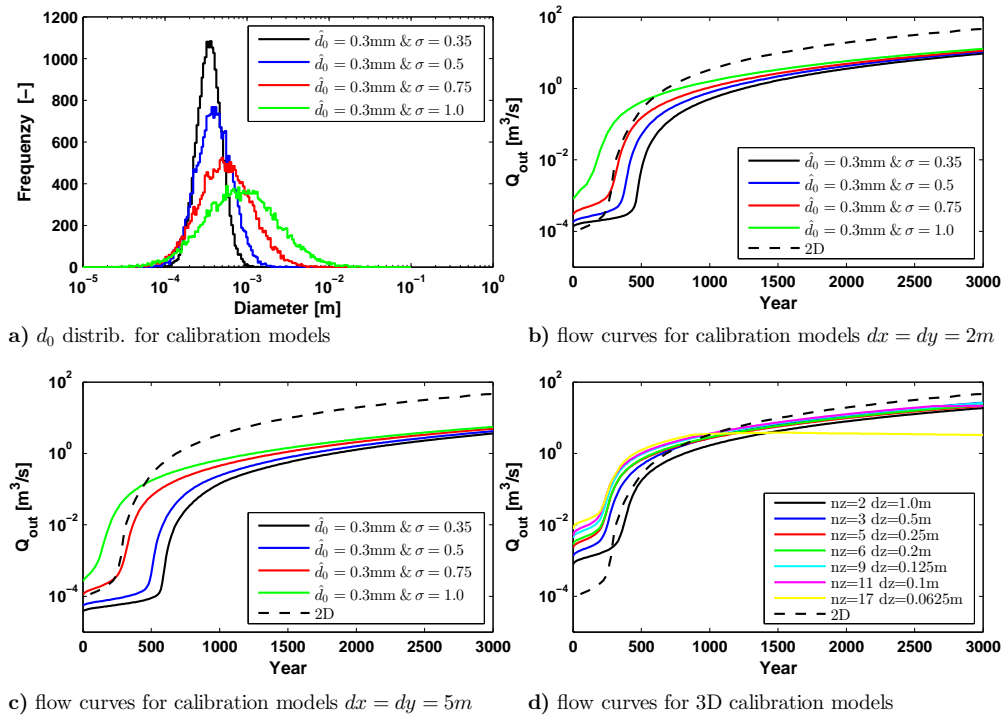 1200
1000
800
600
400
200
0
Frequenzy [-]
10^-5
10^-4
10^-3
10^-2
10^-1
10^0
Diameter [m]
d̂₀ = 0.3mm & σ = 0.35
d̂₀ = 0.3mm & σ = 0.5
d̂₀ = 0.3mm & σ = 0.75
d̂₀ = 0.3mm & σ = 1.0
a) d₀ distrib. for calibration models
10^2
10^0
10^-2
10^-4
Q_out [m³/s]
0 500 1000 1500 2000 2500 3000
Year
d̂₀ = 0.3mm & σ = 0.35
d̂₀ = 0.3mm & σ = 0.5
d̂₀ = 0.3mm & σ = 0.75
d̂₀ = 0.3mm & σ = 1.0
2D
b) flow curves for calibration models dx = dy = 2m
10^2
10^0
10^-2
10^-4
Q_out [m³/s]
0 500 1000 1500 2000 2500 3000
Year
d̂₀ = 0.3mm & σ = 0.35
d̂₀ = 0.3mm & σ = 0.5
d̂₀ = 0.3mm & σ = 0.75
d̂₀ = 0.3mm & σ = 1.0
2D
c) flow curves for calibration models dx = dy = 5m
10^2
10^0
10^-2
10^-4
Q_out [m³/s]
0 500 1000 1500 2000 2500 3000
Year
nz=2 dz=1.0m
nz=3 dz=0.5m
nz=5 dz=0.25m
nz=6 dz=0.2m
nz=9 dz=0.125m
nz=11 dz=0.1m
nz=17 dz=0.0625m
2D
d) flow curves for 3D calibration models